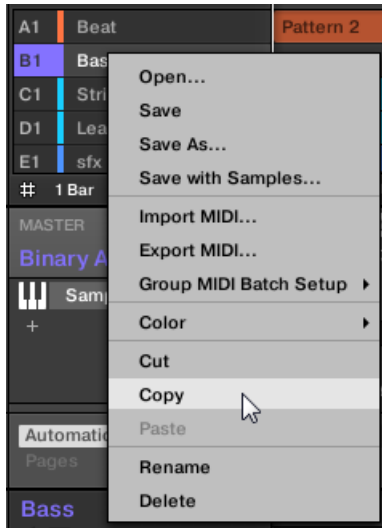 A1 Beat Pattern 2
B1 Bas
C1 Stri
D1 Lea
E1 sfx
1 Bar
MASTER
Binary A
Samp
+
Automatic
Pages
Bass
Open...
Save
Save As...
Save with Samples...
Import MIDI...
Export MIDI...
Group MIDI Batch Setup
Color
Cut
Copy
Paste
Rename
Delete